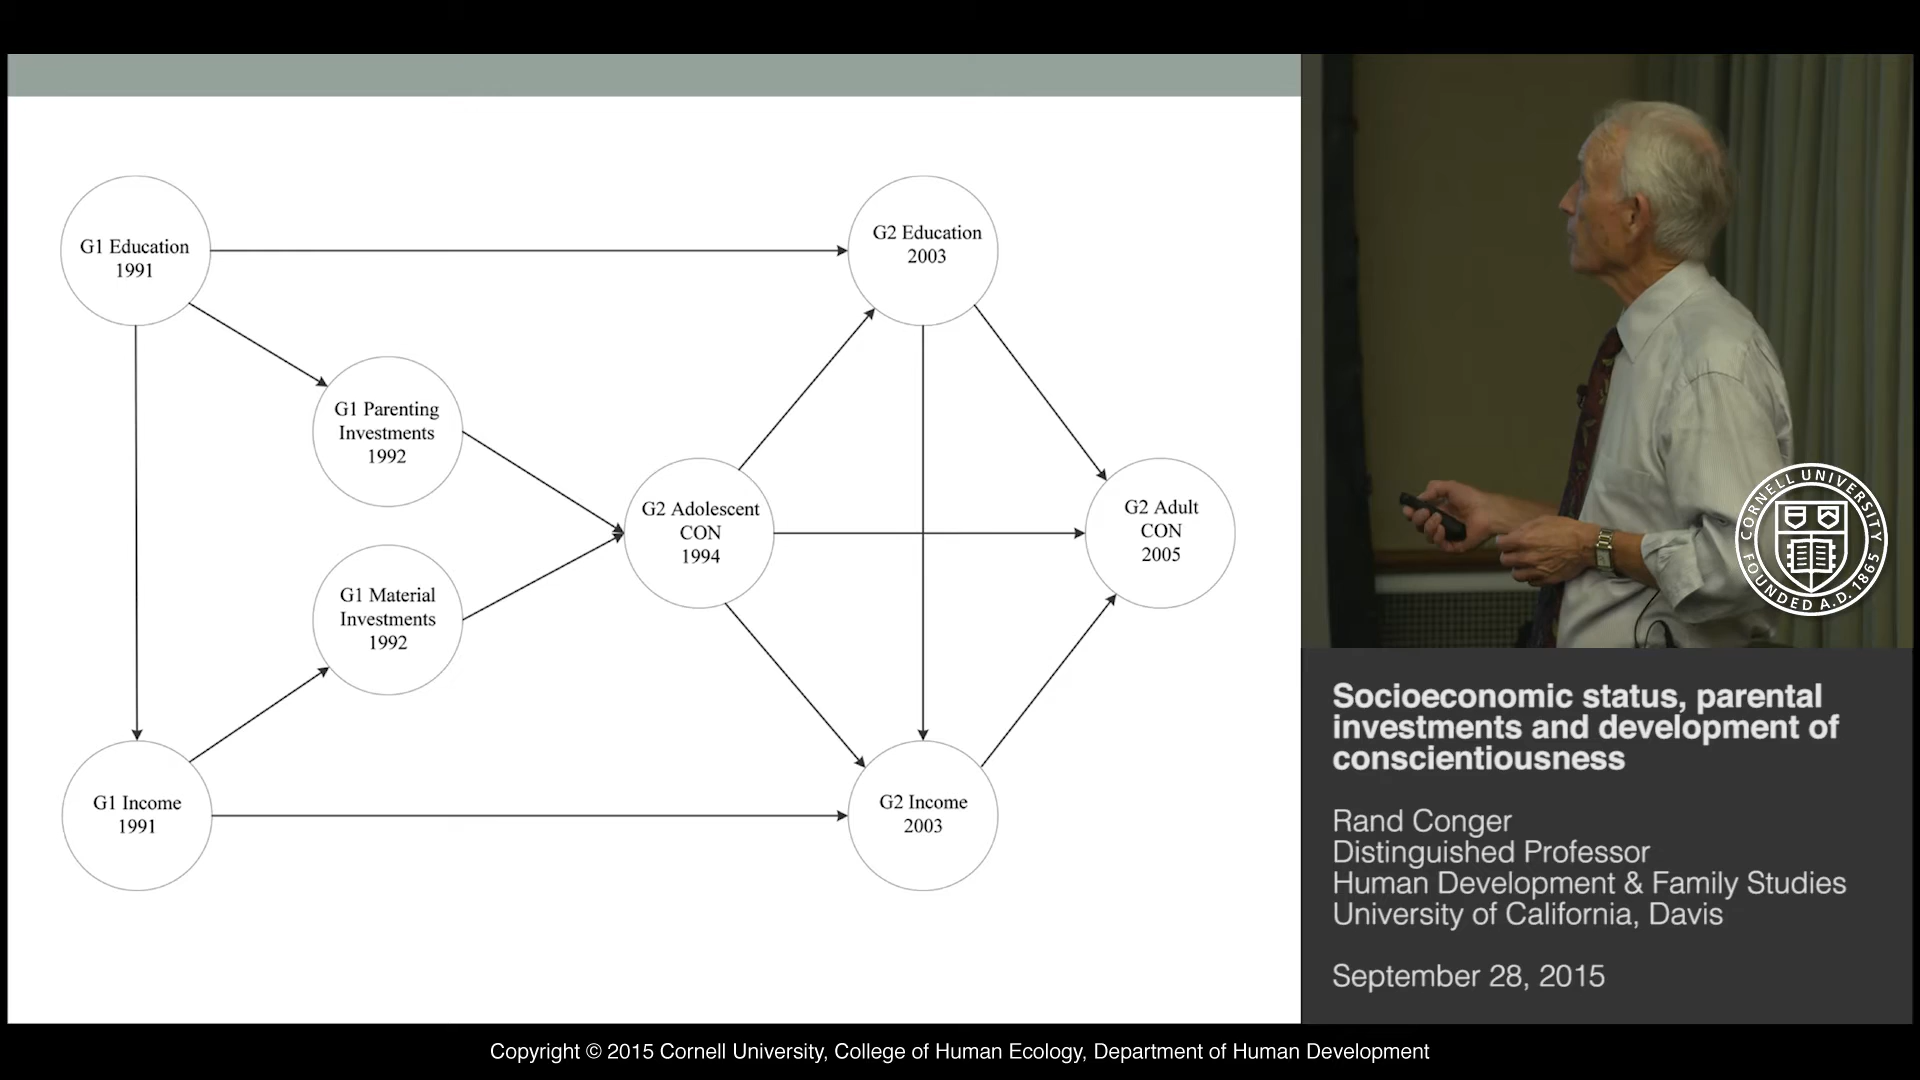 G1 Education
1991
G2 Education
2003
G1 Parenting
Investments
1992
G2 Adolescent
CON
1994
G2 Adult
CON
2005
G1 Material
Investments
1992
G1 Income
1991
G2 Income
2003
CORNELL UNIVERSITY
FOUNDED A.D. 1865
Socioeconomic status, parental
investments and development of
conscientiousness
Rand Conger
Distinguished Professor
Human Development & Family Studies
University of California, Davis
September 28, 2015
Copyright © 2015 Cornell University, College of Human Ecology, Department of Human Development